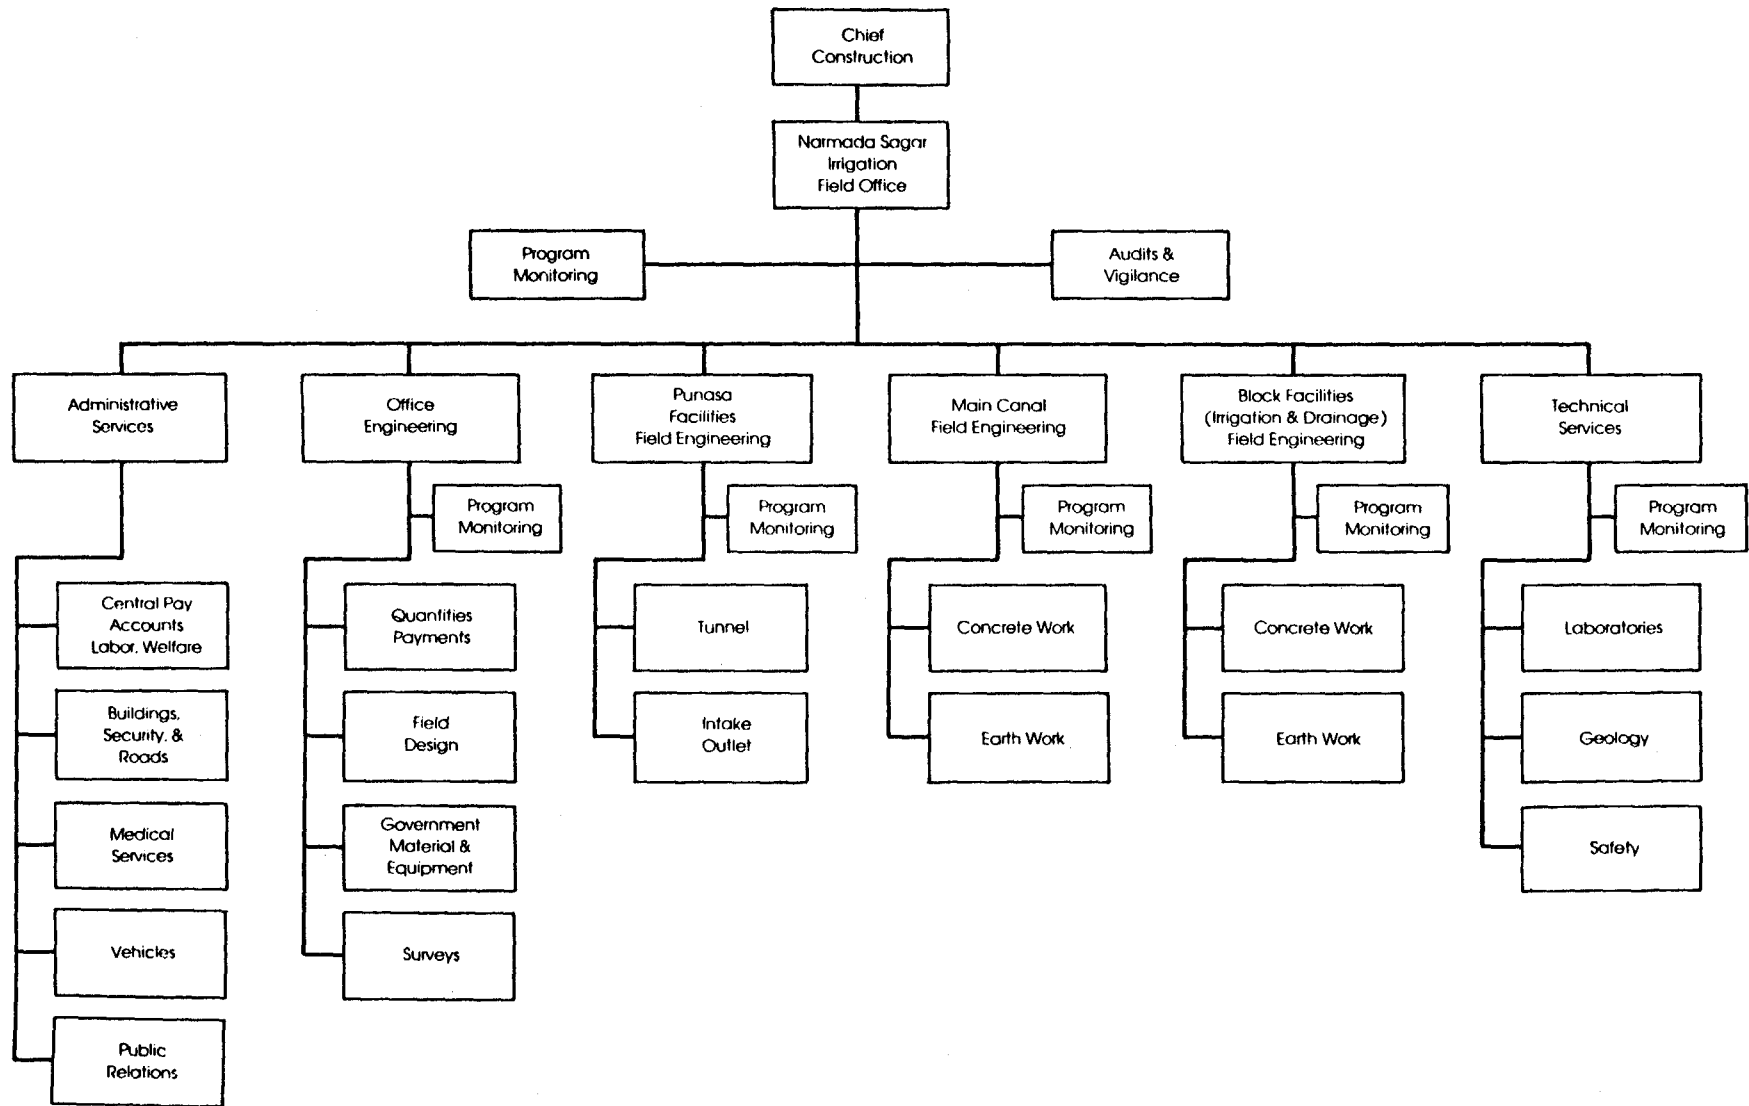 Chief
Construction
Narmada Sagar
Irrigation
Field Office
Program
Monitoring
Audits &
Vigilance
Administrative
Services
Office
Engineering
Punasa
Facilities
Field Engineering
Main Canal
Field Engineering
Block Facilities
(Irrigation & Drainage)
Field Engineering
Technical
Services
Program
Monitoring
Program
Monitoring
Program
Monitoring
Program
Monitoring
Program
Monitoring
Central Pay
Accounts
Labor, Welfare
Quantities
Payments
Tunnel
Concrete Work
Concrete Work
Laboratories
Buildings,
Security, &
Roads
Field
Design
Intake
Outlet
Earth Work
Earth Work
Geology
Medical
Services
Government
Material &
Equipment
Safety
Vehicles
Surveys
Public
Relations